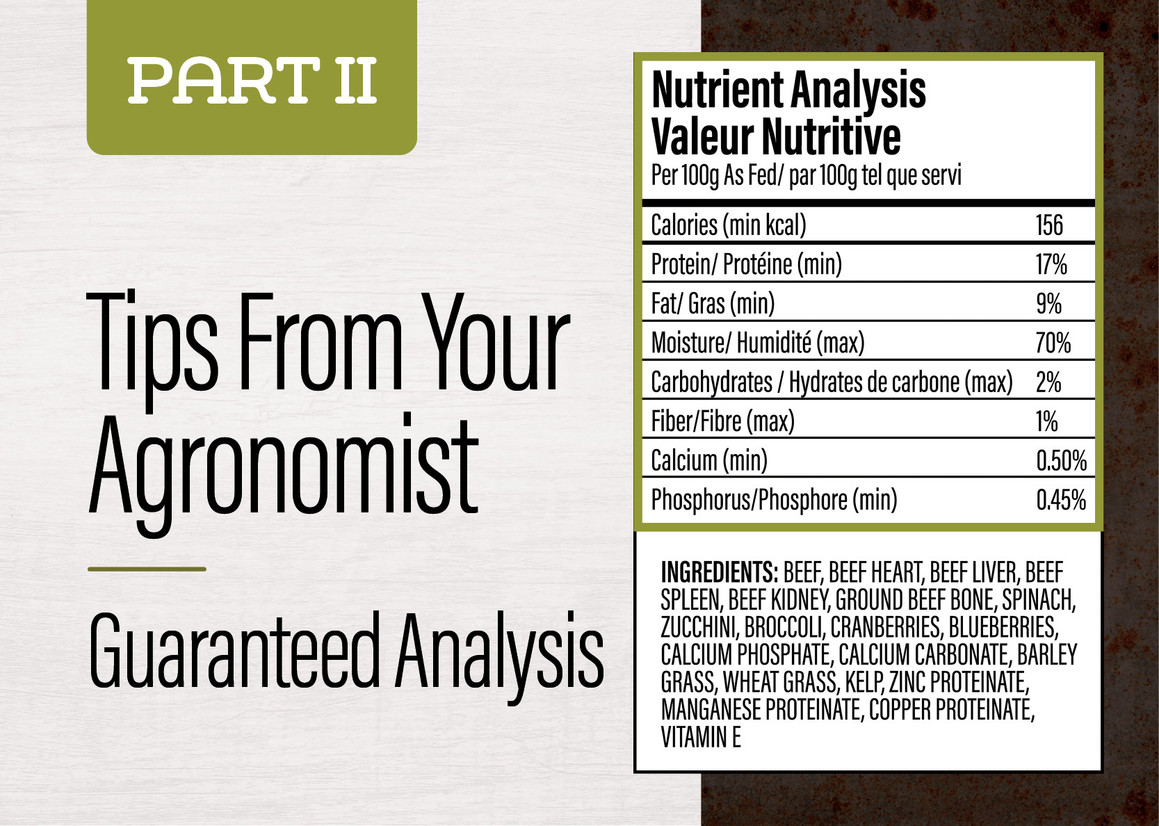 PART II
Tips From Your
Agronomist
Guaranteed Analysis
Nutrient Analysis
Valeur Nutritive
Per 100g As Fed/ par 100g tel que servi
Calories (min kcal) 156
Protein/ Protéine (min) 17%
Fat/ Gras (min) 9%
Moisture/ Humidité (max) 70%
Carbohydrates / Hydrates de carbone (max) 2%
Fiber/Fibre (max) 1%
Calcium (min) 0.50%
Phosphorus/Phosphore (min) 0.45%
INGREDIENTS: BEEF, BEEF HEART, BEEF LIVER, BEEF
SPLEEN, BEEF KIDNEY, GROUND BEEF BONE, SPINACH,
ZUCCHINI, BROCCOLI, CRANBERRIES, BLUEBERRIES,
CALCIUM PHOSPHATE, CALCIUM CARBONATE, BARLEY
GRASS, WHEAT GRASS, KELP, ZINC PROTEINATE,
MANGANESE PROTEINATE, COPPER PROTEINATE,
VITAMIN E